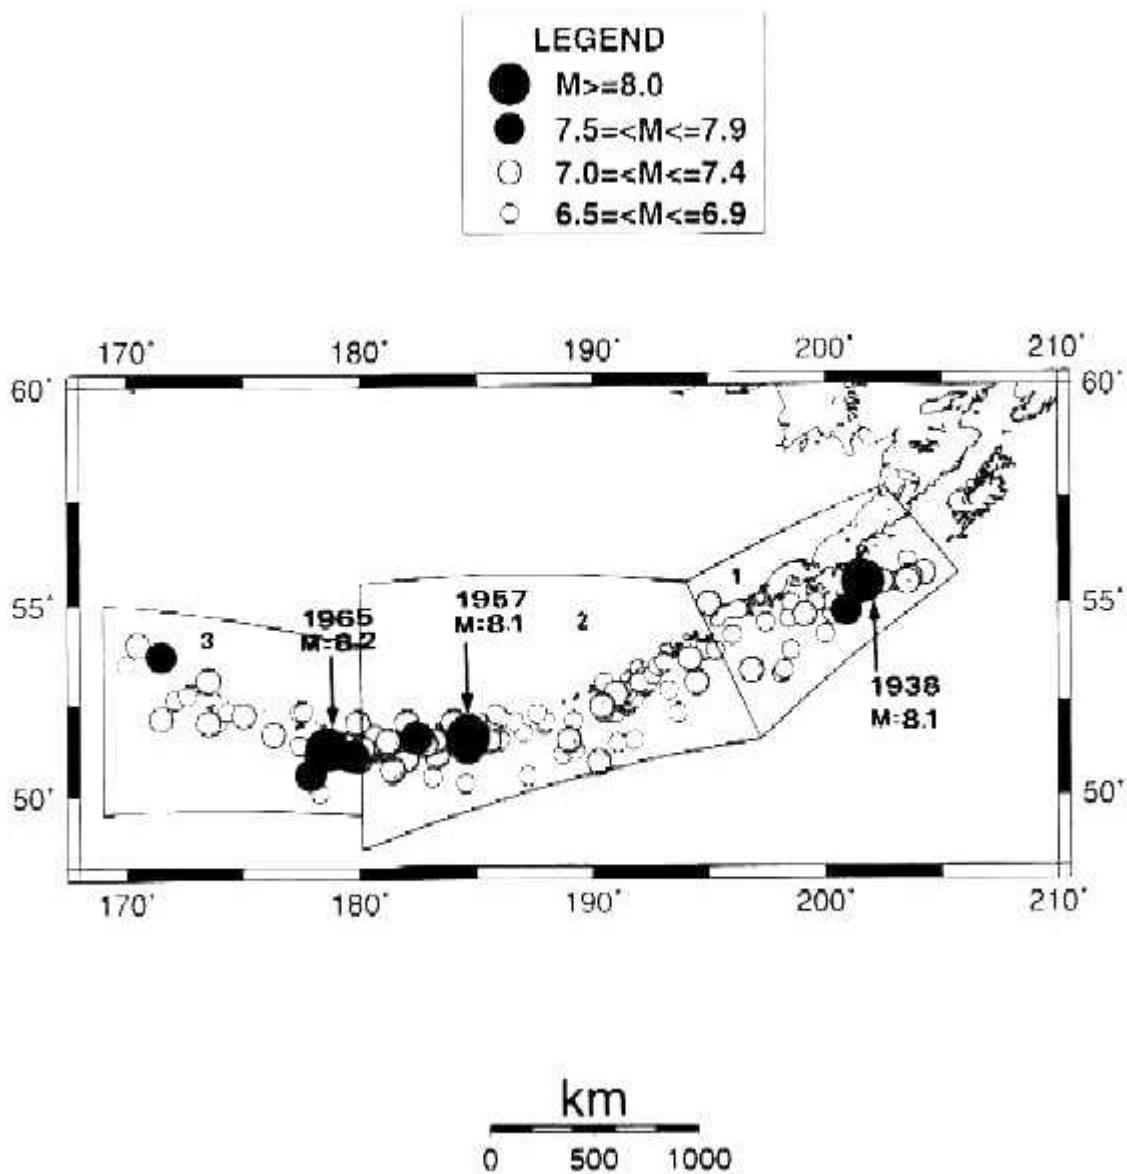 LEGEND
M>=8.0
7.5=<M<=7.9
7.0=<M<=7.4
6.5=<M<=6.9
170° 180° 190° 200° 210°
60° 60°
1
1957
M:8.1
2
1965
M:8.2
3
55° 55°
1938
M:8.1
50° 50°
170° 180° 190° 200° 210°
km
0 500 1000